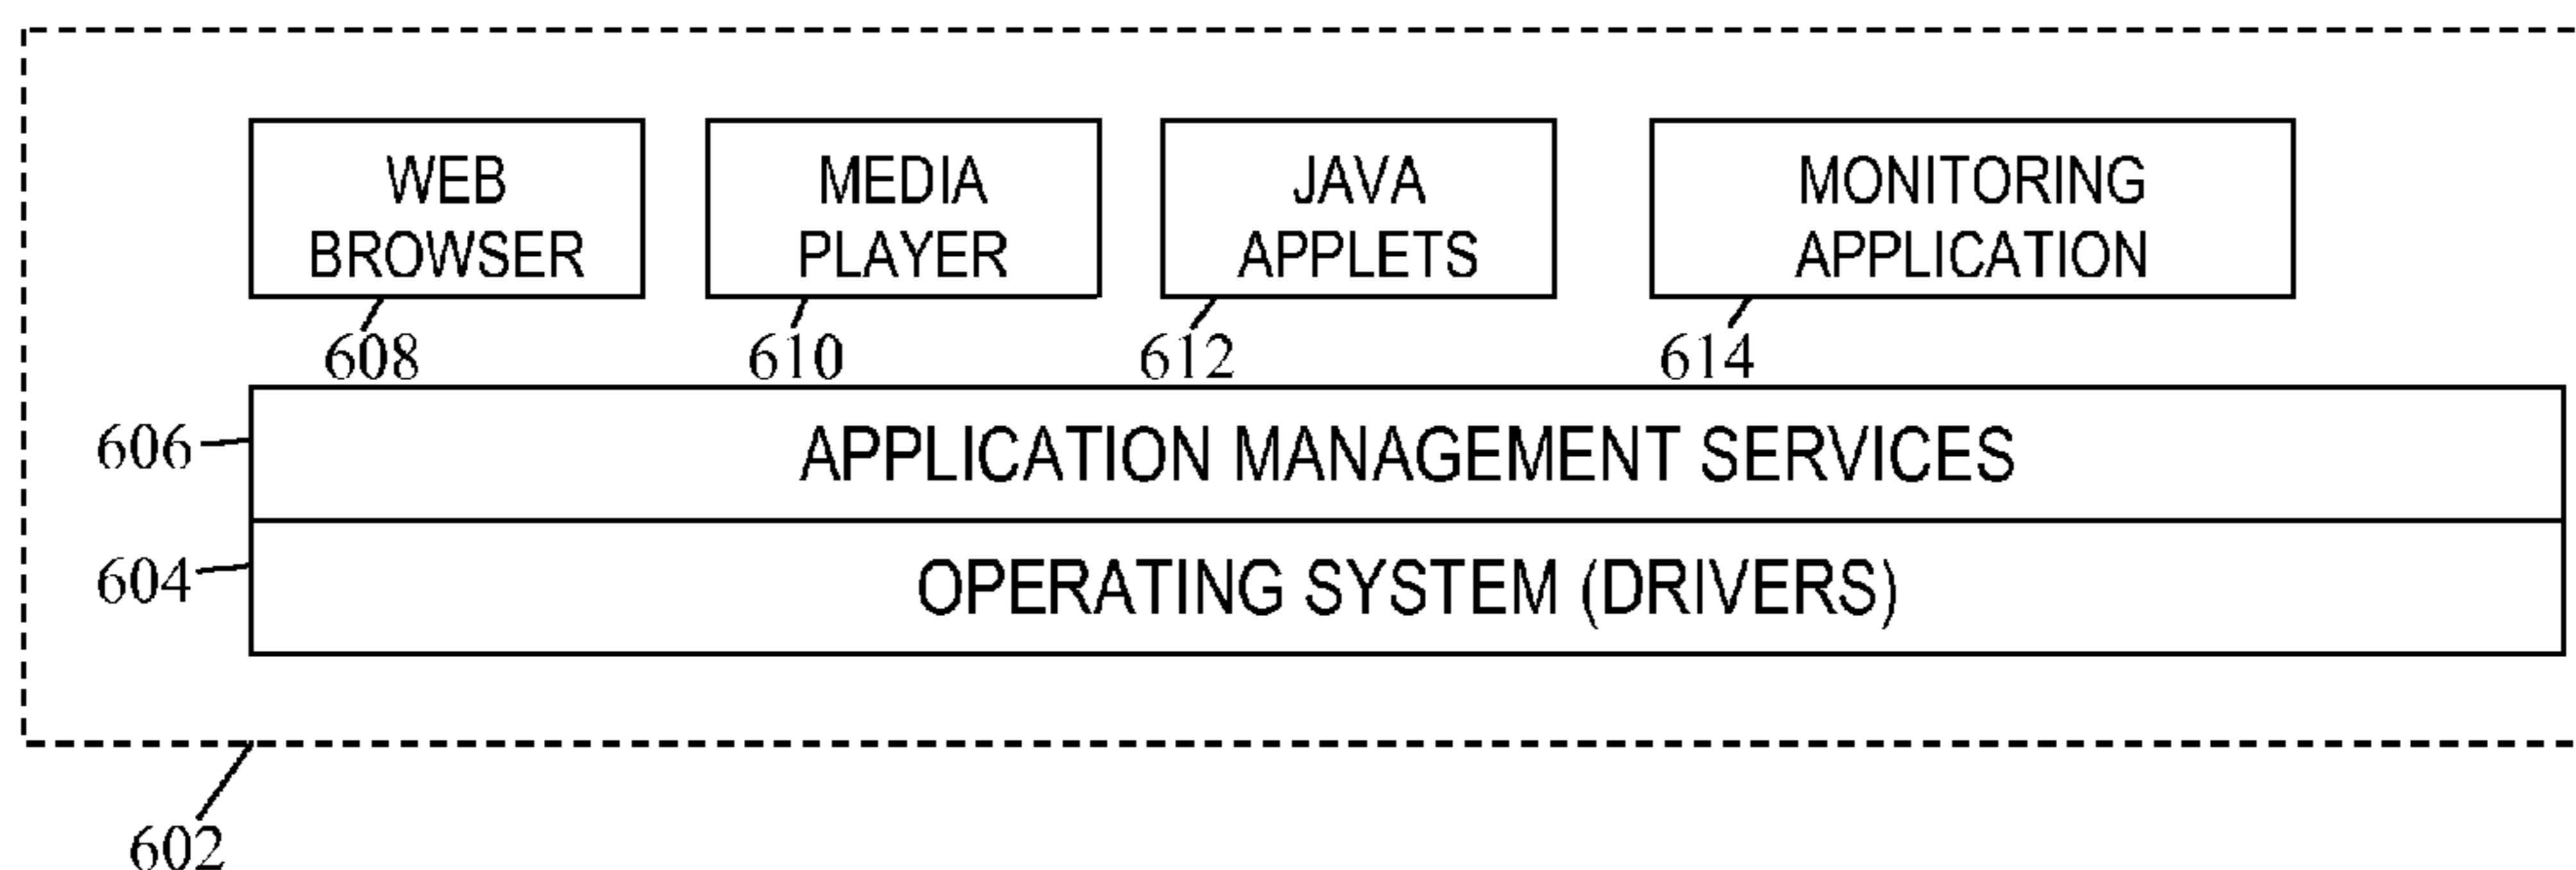 WEB
BROWSER
608
MEDIA
PLAYER
610
JAVA
APPLETS
612
MONITORING
APPLICATION
614
606
APPLICATION MANAGEMENT SERVICES
604
OPERATING SYSTEM (DRIVERS)
602